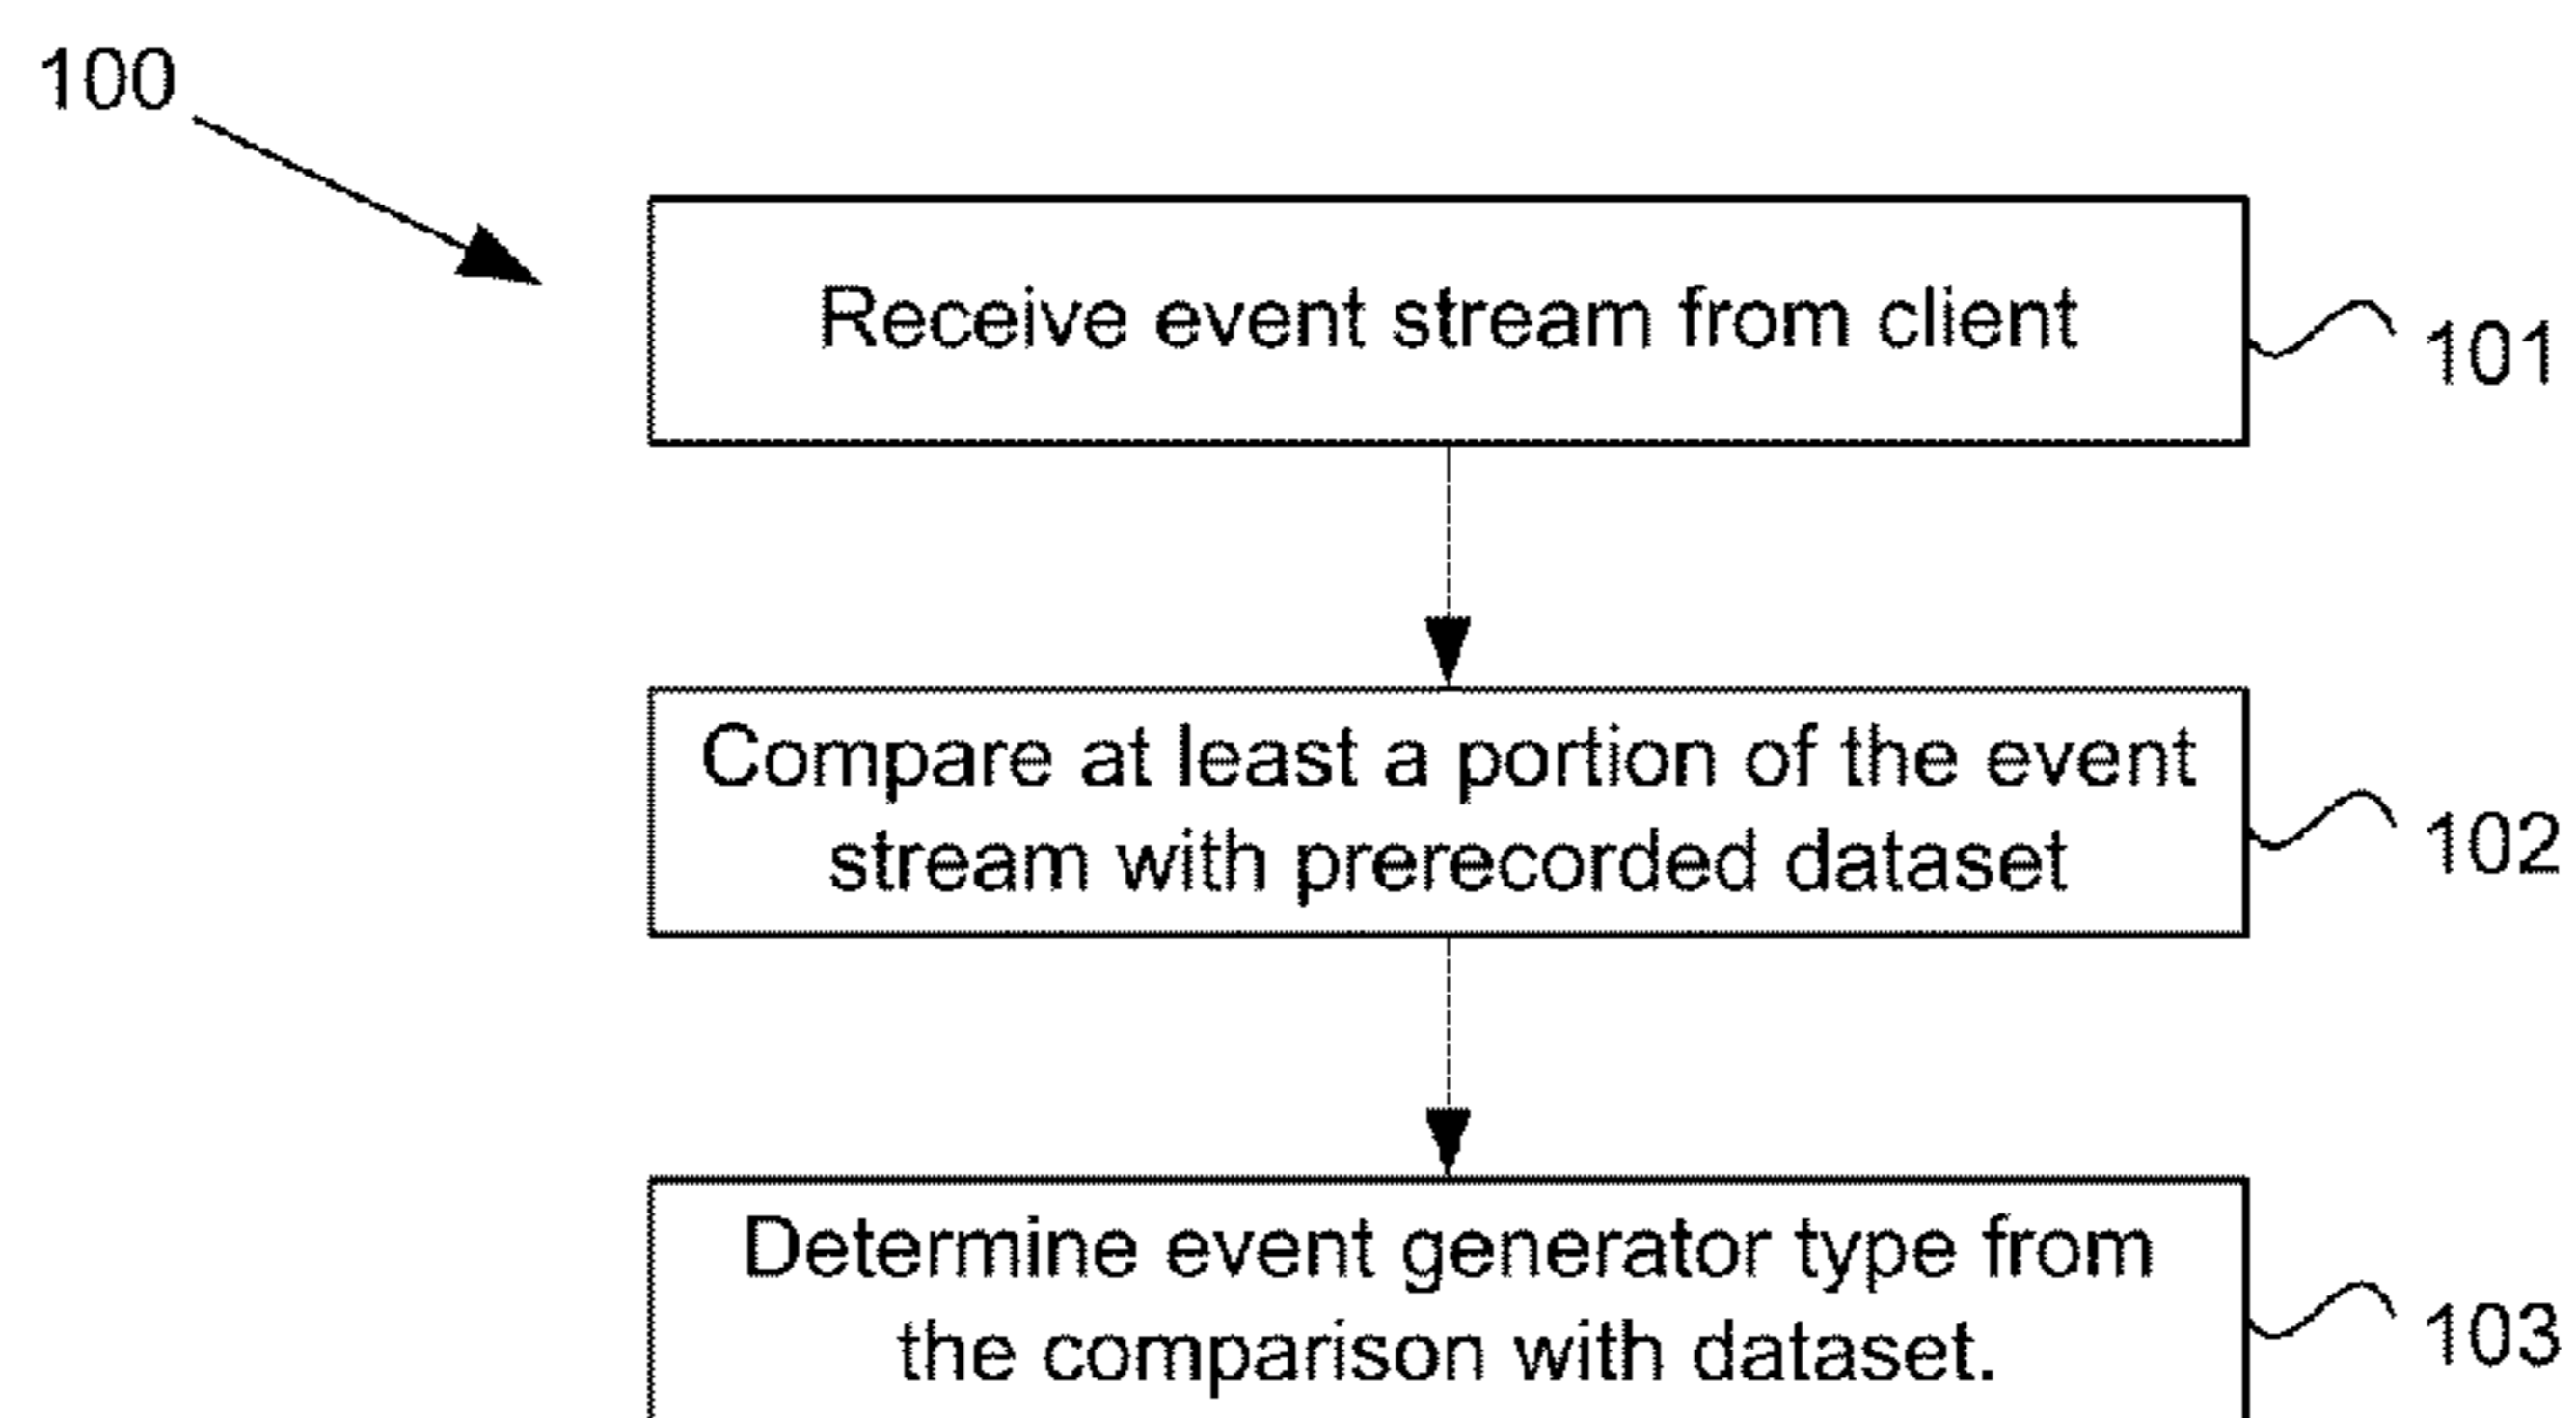 100
Receive event stream from client
101
Compare at least a portion of the event
stream with prerecorded dataset
102
Determine event generator type from
the comparison with dataset.
103